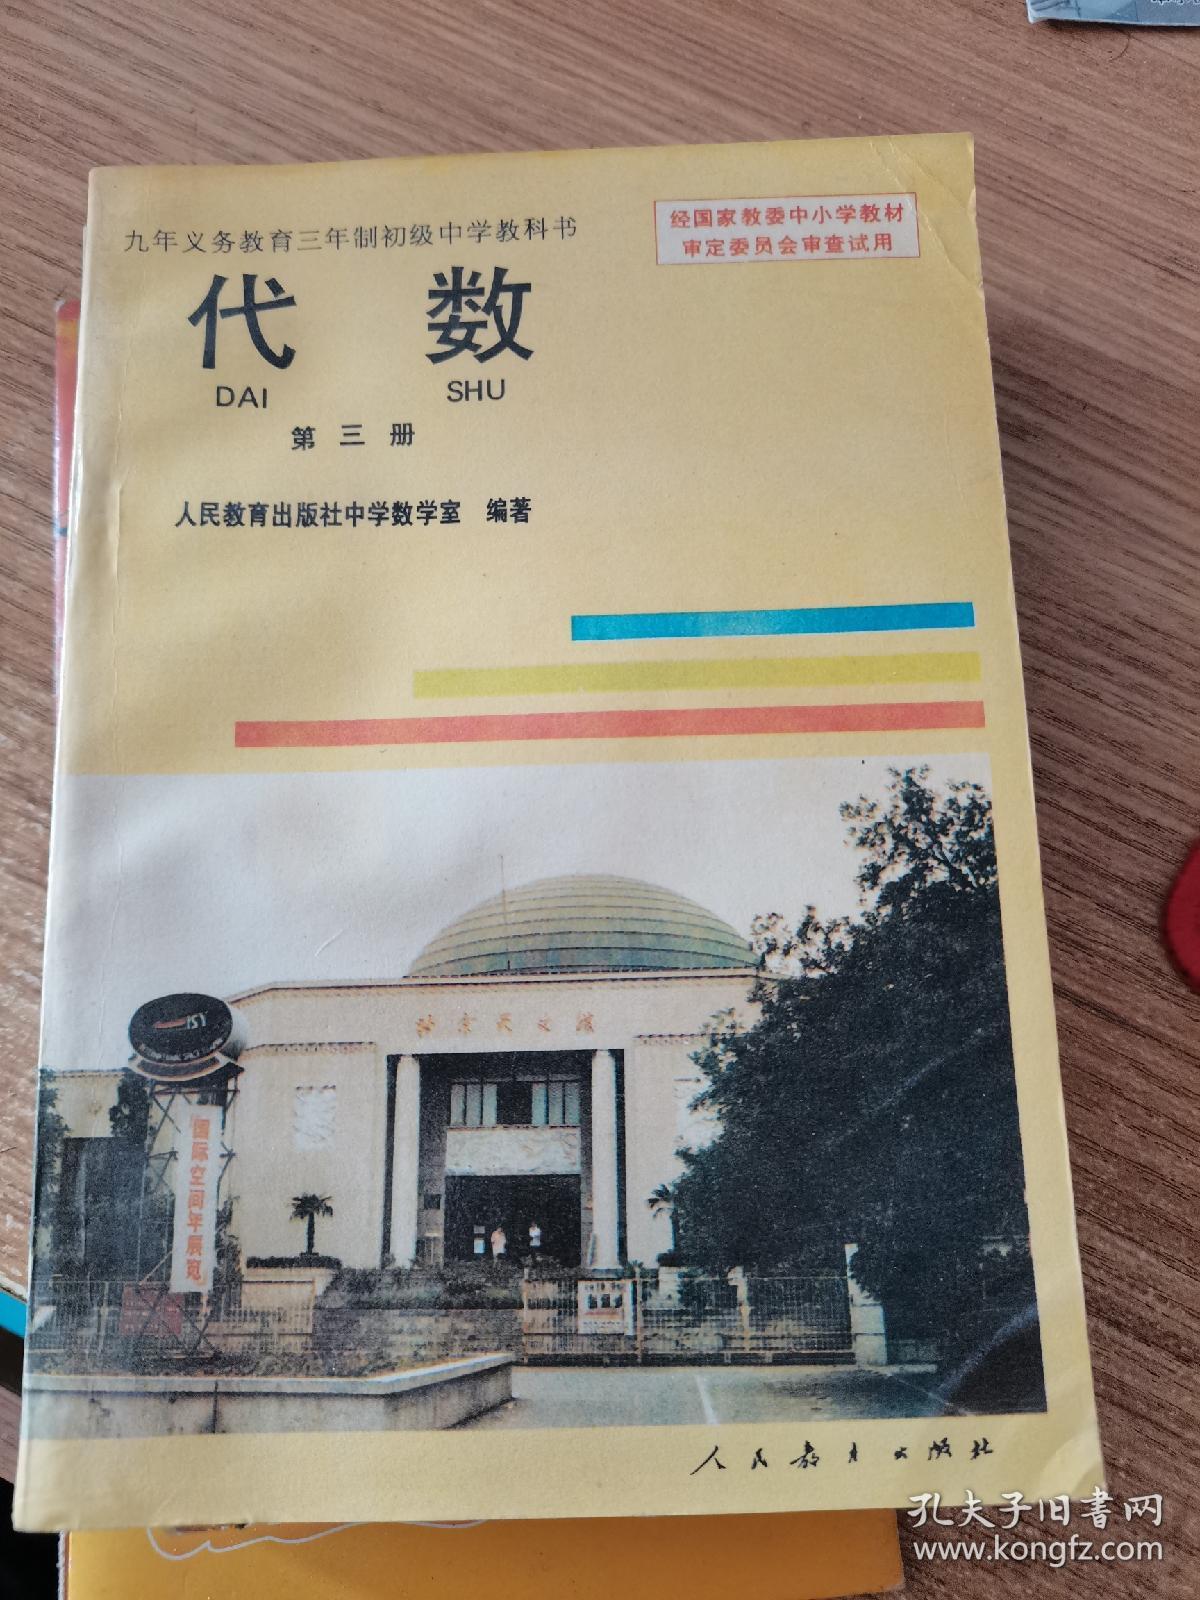 九年义务教育三年制初级中学教科书
经国家教委中小学教材
审定委员会审查试用
代 数
DAI SHU
第三册
人民教育出版社中学数学室 编著
北京天文馆
国际空间年展览
人民教育出版社
孔夫子旧书网
www.kongfz.com